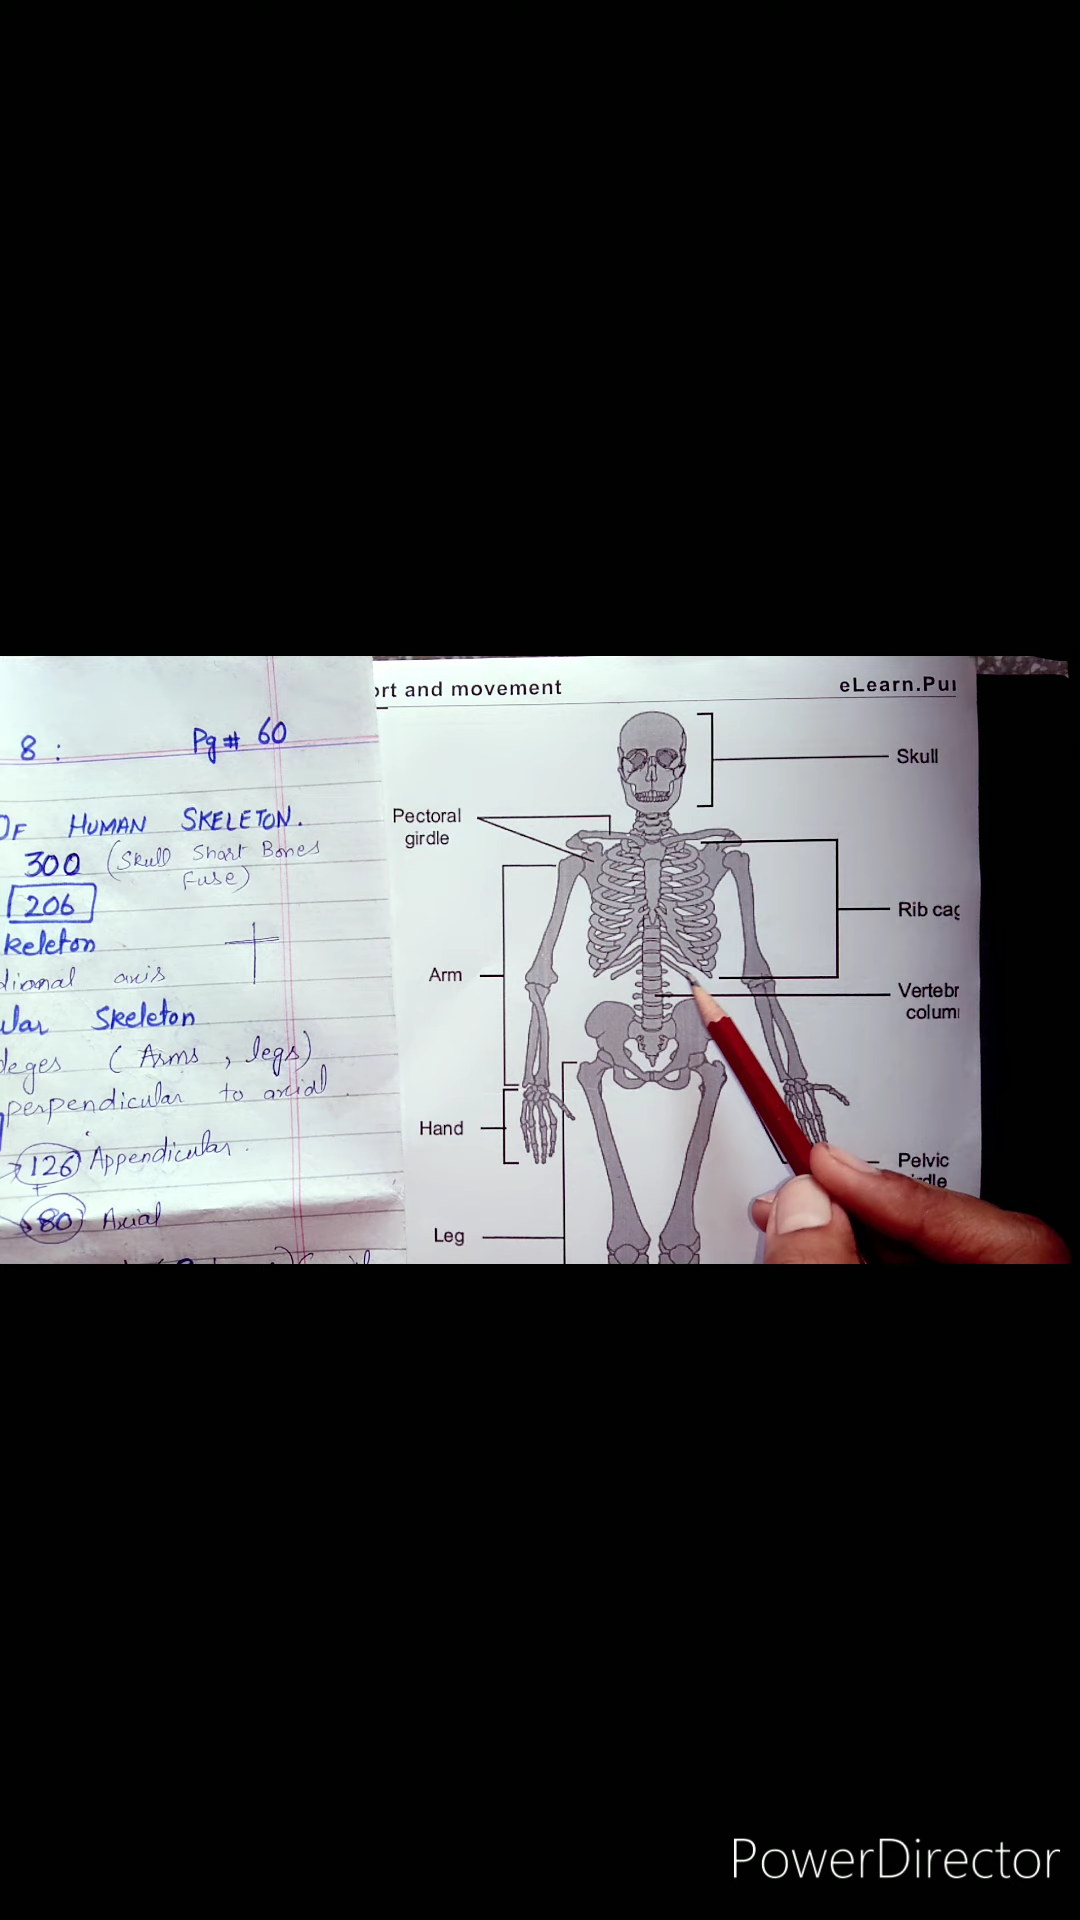 8 : Pg # 60
OF HUMAN SKELETON.
300 (Skull Short Bones
Fuse)
206
keleton
dional axis
ular Skeleton
deges ( Arms , legs)
perpendicular to axial .
126 Appendicular .
+
80 Axial
ort and movement
eLearn.Pu
Skull
Pectoral
girdle
Rib cag
Arm
Vertebr
colum
Hand
Pelvic
irdle
Leg
PowerDirector